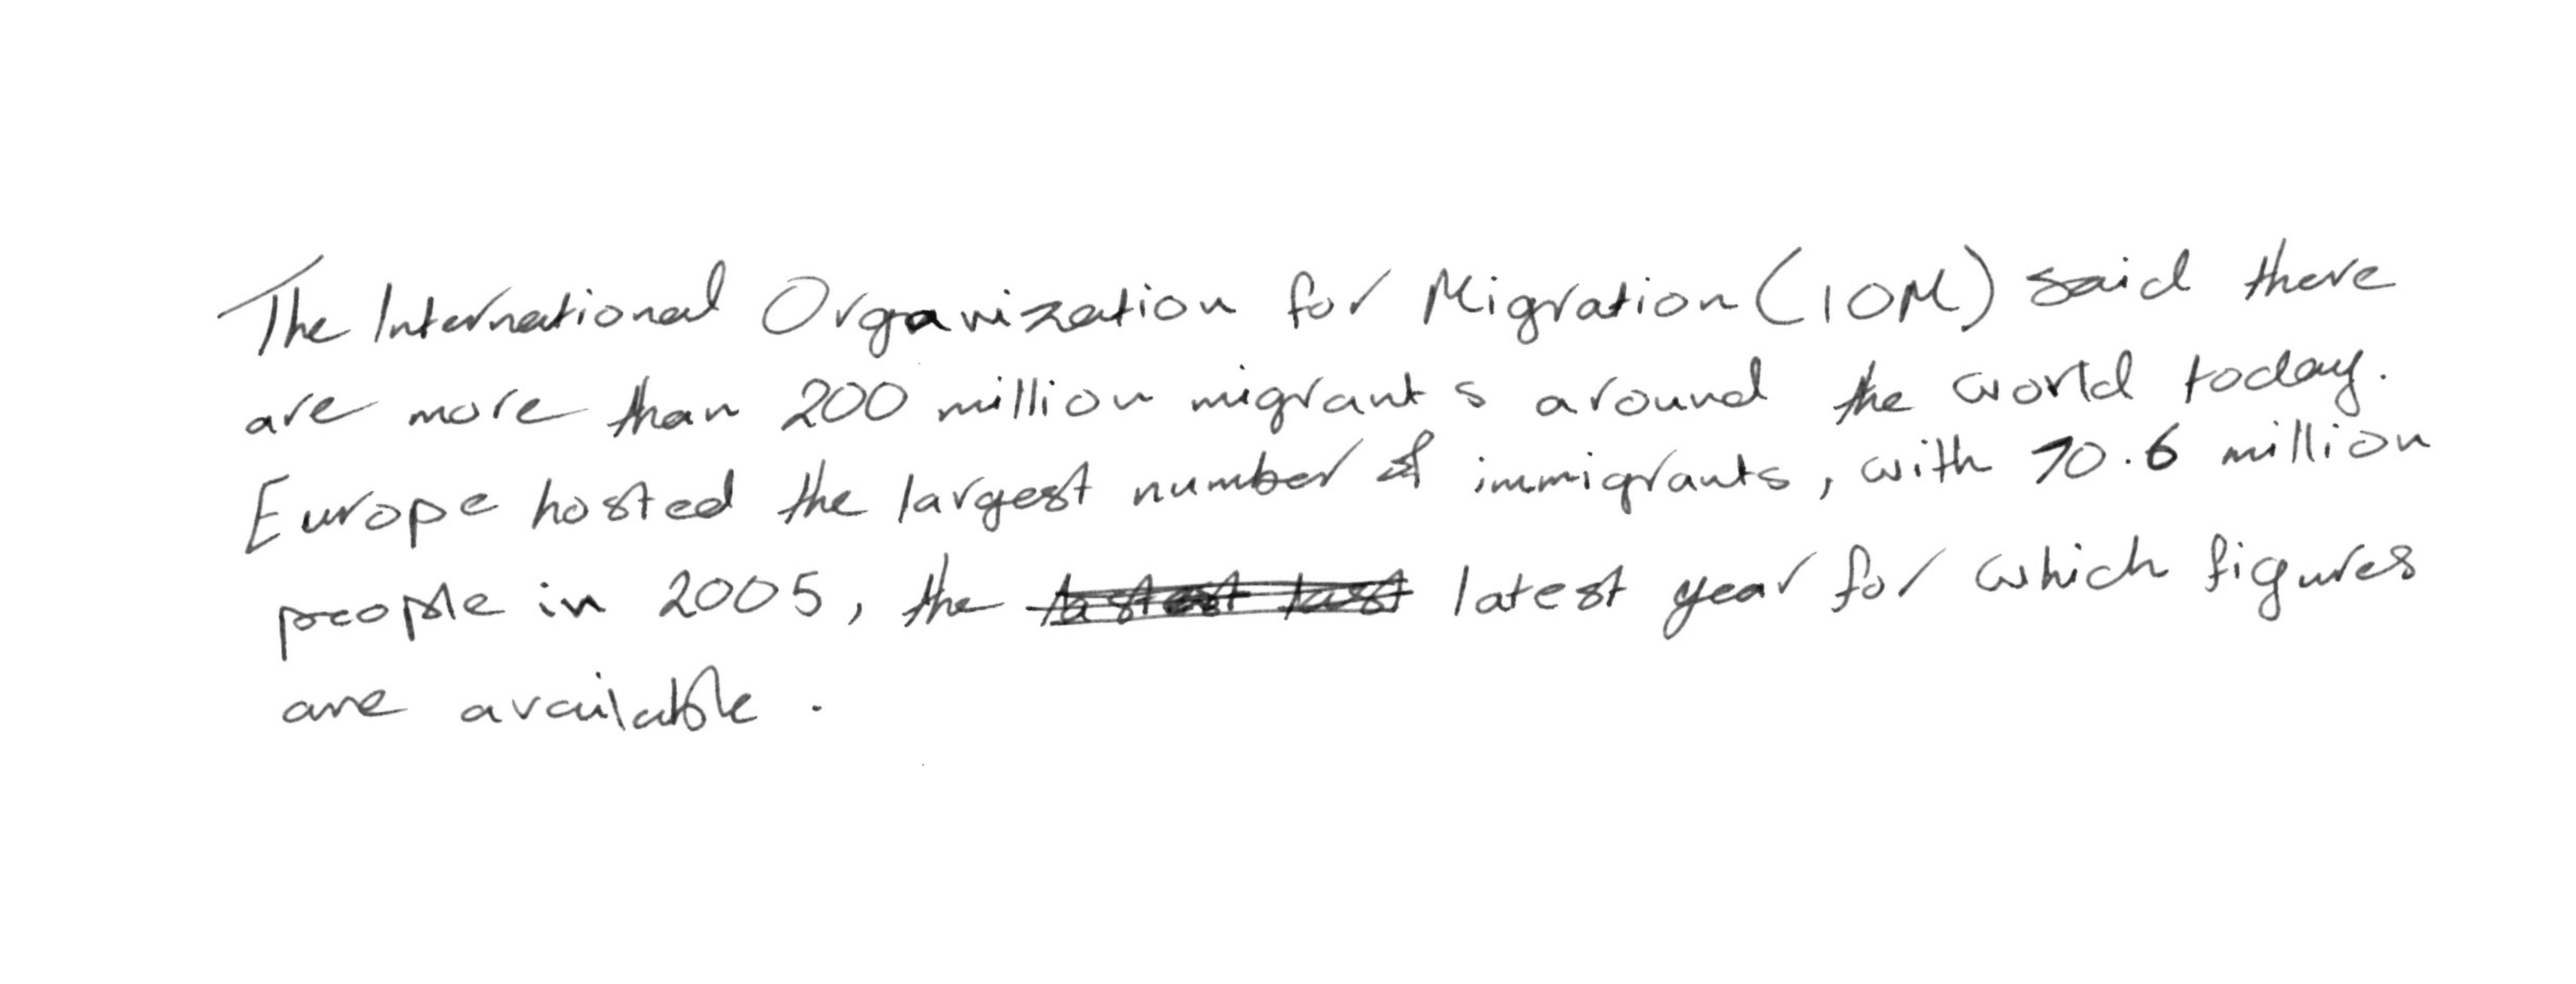 The International Organization for Migration (IOM) said there
are more than 200 million migrants around the world today.
Europe hosted the largest number of immigrants, with 70.6 million
people in 2005, the latest year for which figures
are available.